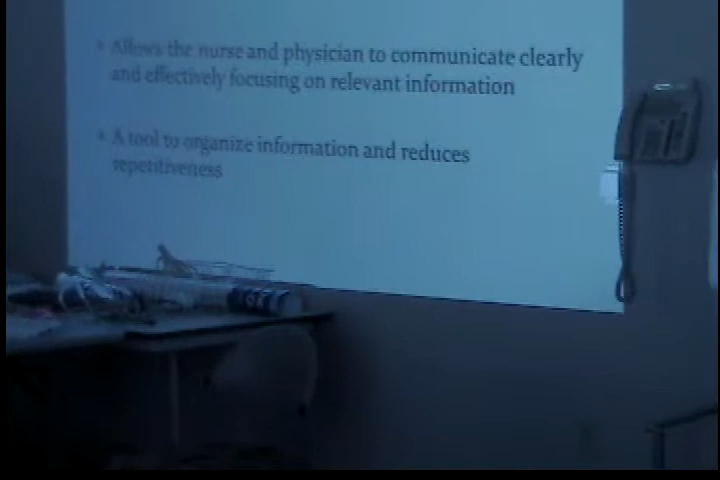 • Allows the nurse and physician to communicate clearly
and effectively focusing on relevant information
• A tool to organize information and reduces
repetitiveness